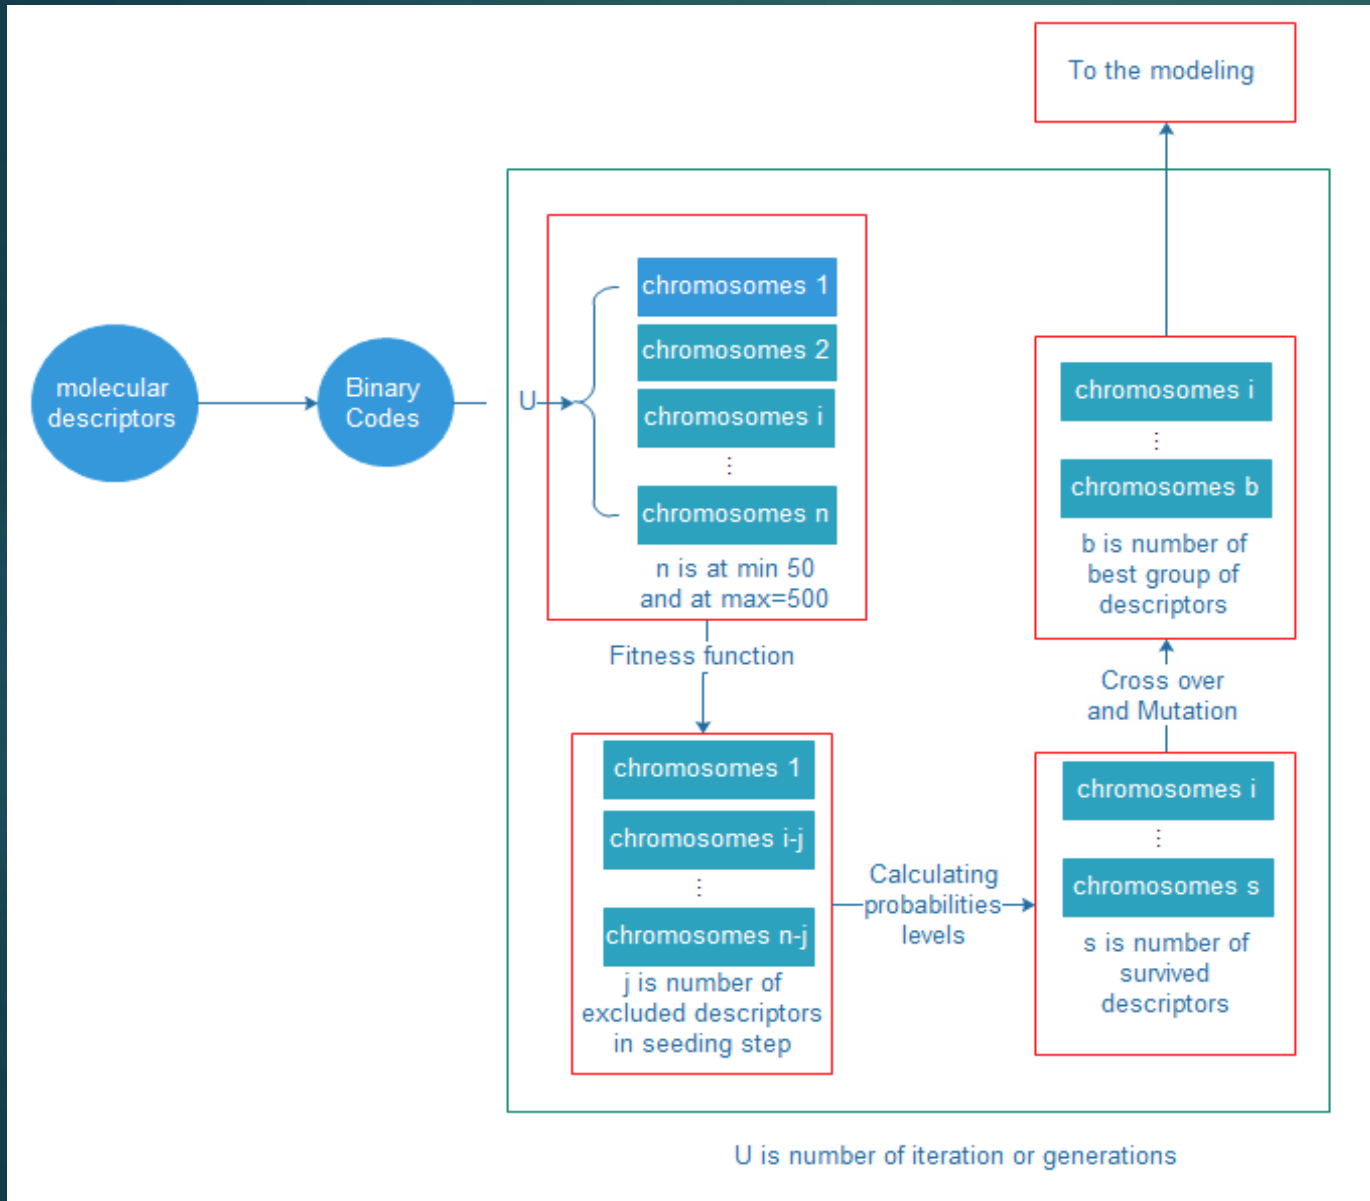 To the modeling
molecular
descriptors
Binary
Codes
U
chromosomes 1
chromosomes 2
chromosomes i
⋮
chromosomes n
n is at min 50
and at max=500
Fitness function
chromosomes 1
chromosomes i-j
⋮
chromosomes n-j
j is number of
excluded descriptors
in seeding step
Calculating
probabilities
levels
chromosomes i
⋮
chromosomes s
s is number of
survived
descriptors
Cross over
and Mutation
chromosomes i
⋮
chromosomes b
b is number of
best group of
descriptors
U is number of iteration or generations